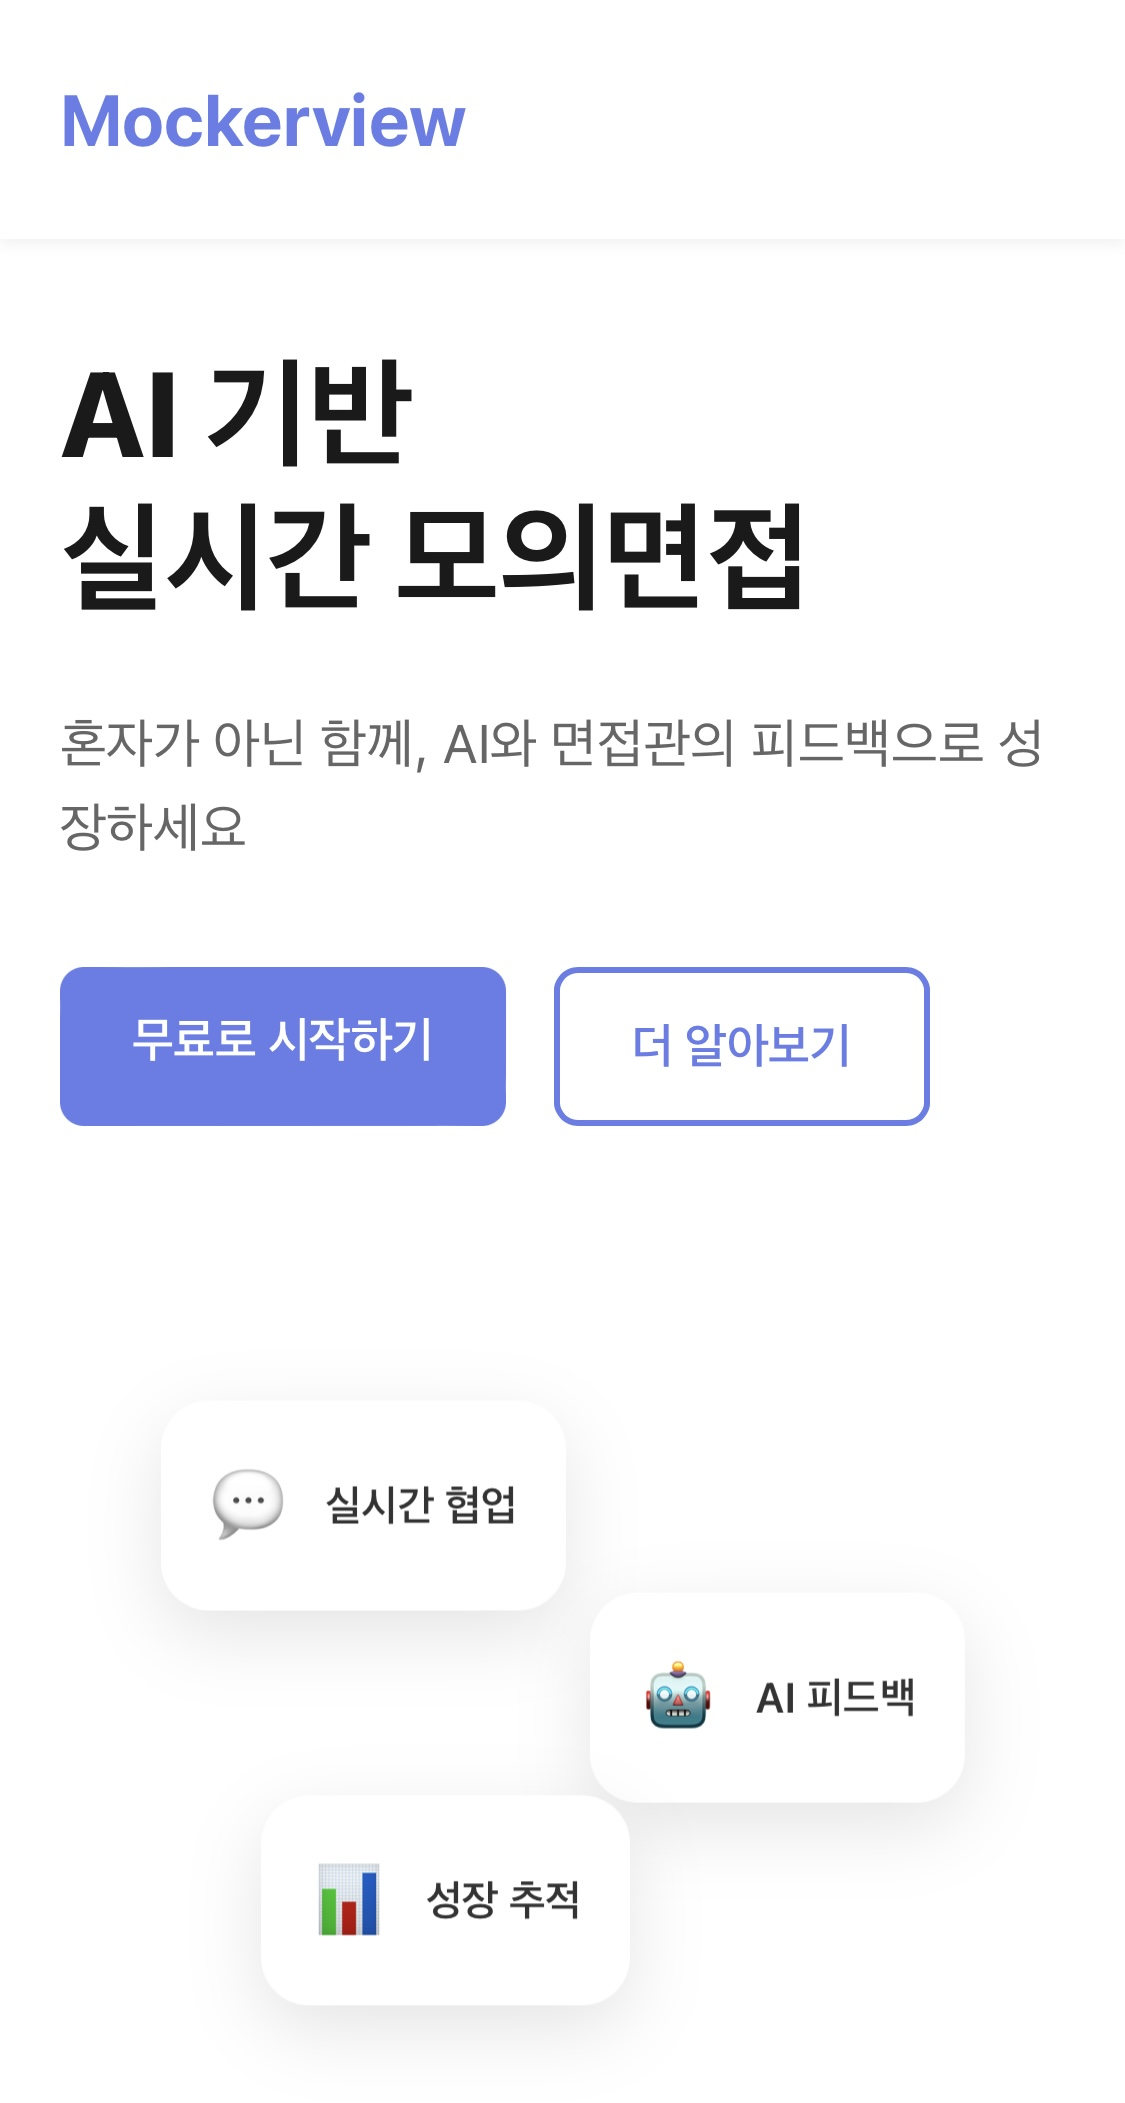 Mockerview
AI 기반
실시간 모의면접
혼자가 아닌 함께, AI와 면접관의 피드백으로 성
장하세요
무료로 시작하기
더 알아보기
실시간 협업
AI 피드백
성장 추적